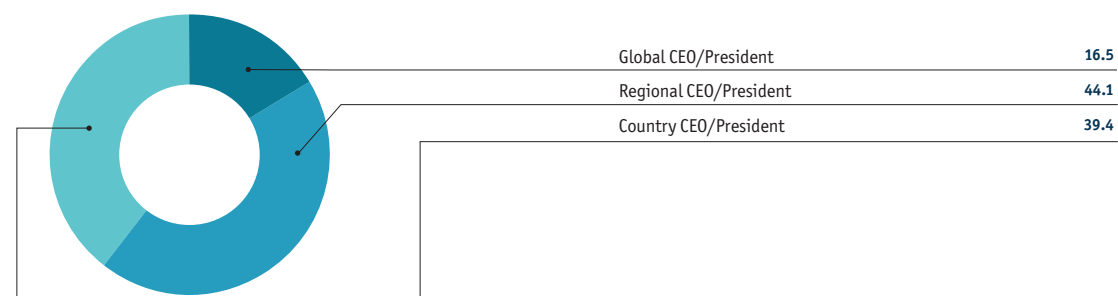 Global CEO/President 16.5
Regional CEO/President 44.1
Country CEO/President 39.4